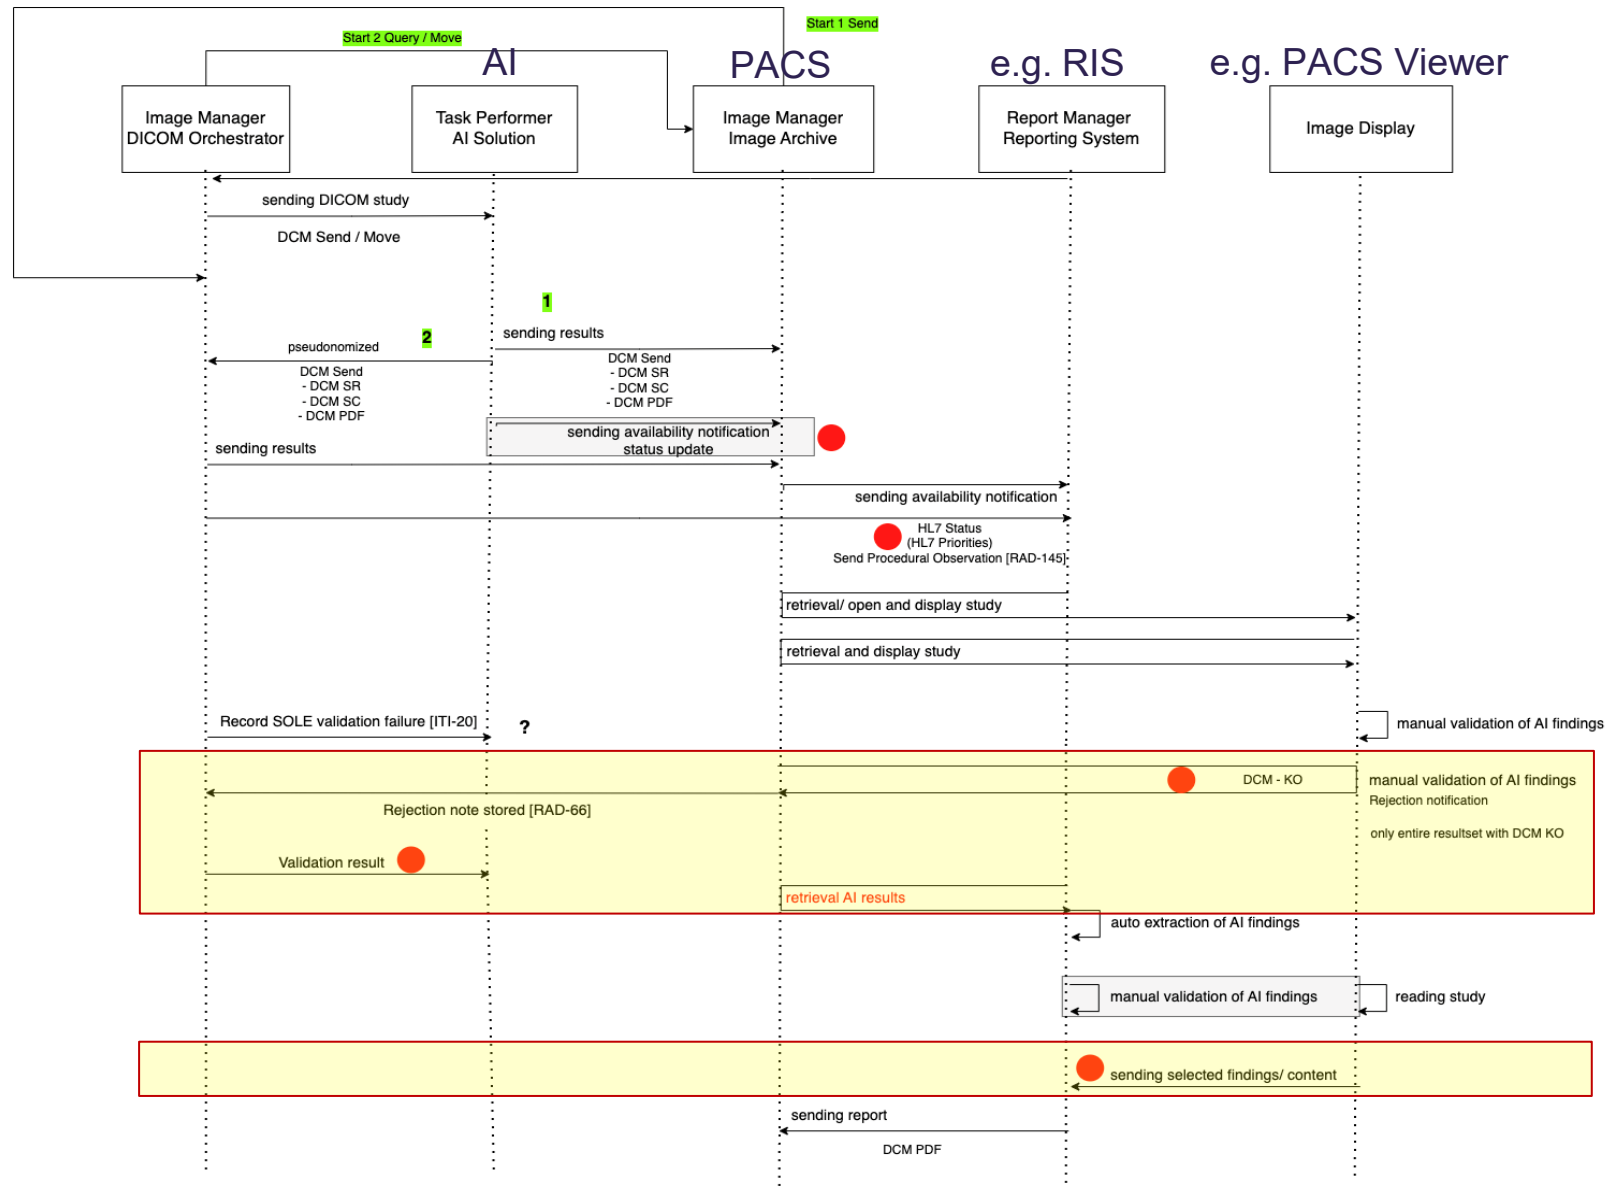 Start 1 Send
Start 2 Query / Move
AI
PACS
e.g. RIS
e.g. PACS Viewer
Image Manager
DICOM Orchestrator
Task Performer
AI Solution
Image Manager
Image Archive
Report Manager
Reporting System
Image Display
sending DICOM study
DCM Send / Move
1
sending results
2
pseudonomized
DCM Send
- DCM SR
- DCM SC
- DCM PDF
DCM Send
- DCM SR
- DCM SC
- DCM PDF
sending availability notification
status update
sending results
sending availability notification
HL7 Status
(HL7 Priorities)
Send Procedural Observation [RAD-145]
retrieval/ open and display study
retrieval and display study
Record SOLE validation failure [ITI-20]
?
manual validation of AI findings
DCM - KO
manual validation of AI findings
Rejection notification
only entire resultset with DCM KO
Rejection note stored [RAD-66]
Validation result
retrieval AI results
auto extraction of AI findings
manual validation of AI findings
reading study
sending selected findings/ content
sending report
DCM PDF